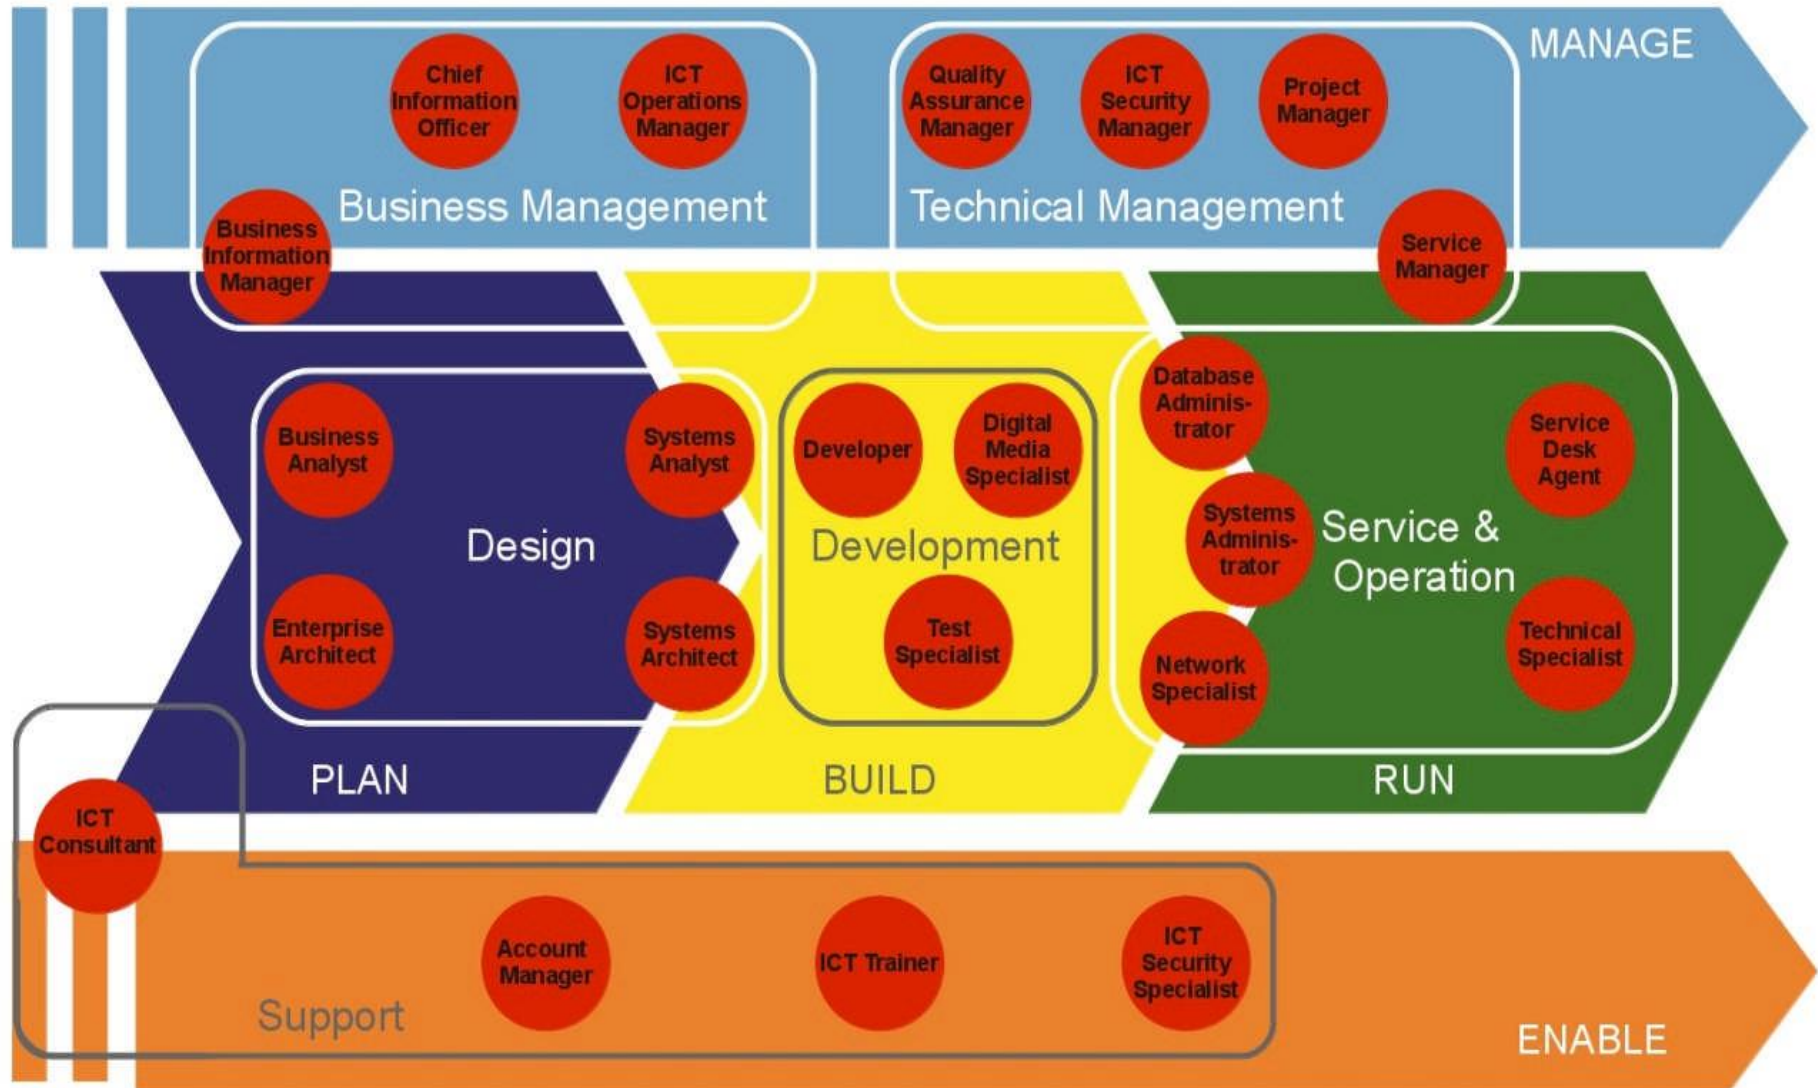 MANAGE
Chief
Information
Officer
ICT
Operations
Manager
Quality
Assurance
Manager
ICT
Security
Manager
Project
Manager
Business Management
Technical Management
Business
Information
Manager
Service
Manager
Business
Analyst
Systems
Analyst
Developer
Digital
Media
Specialist
Database
Adminis-
trator
Service
Desk
Agent
Design
Development
Systems
Adminis-
trator
Service &
Operation
Enterprise
Architect
Systems
Architect
Test
Specialist
Network
Specialist
Technical
Specialist
PLAN
BUILD
RUN
ICT
Consultant
Account
Manager
ICT Trainer
ICT
Security
Specialist
Support
ENABLE